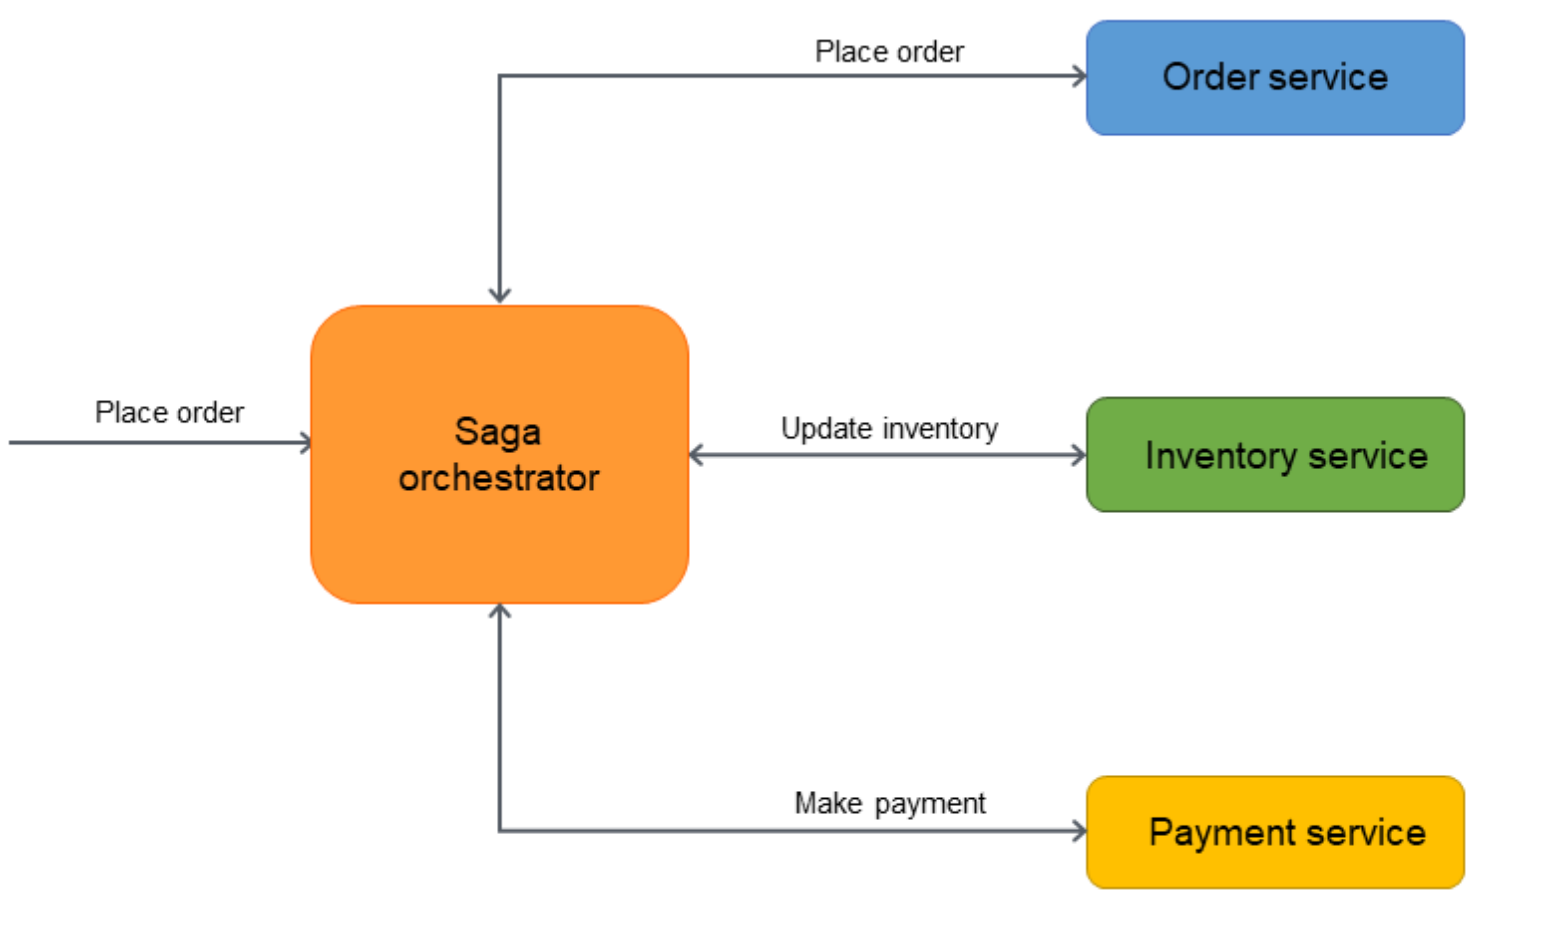 Place order
Order service
Place order
Saga
orchestrator
Update inventory
Inventory service
Make payment
Payment service